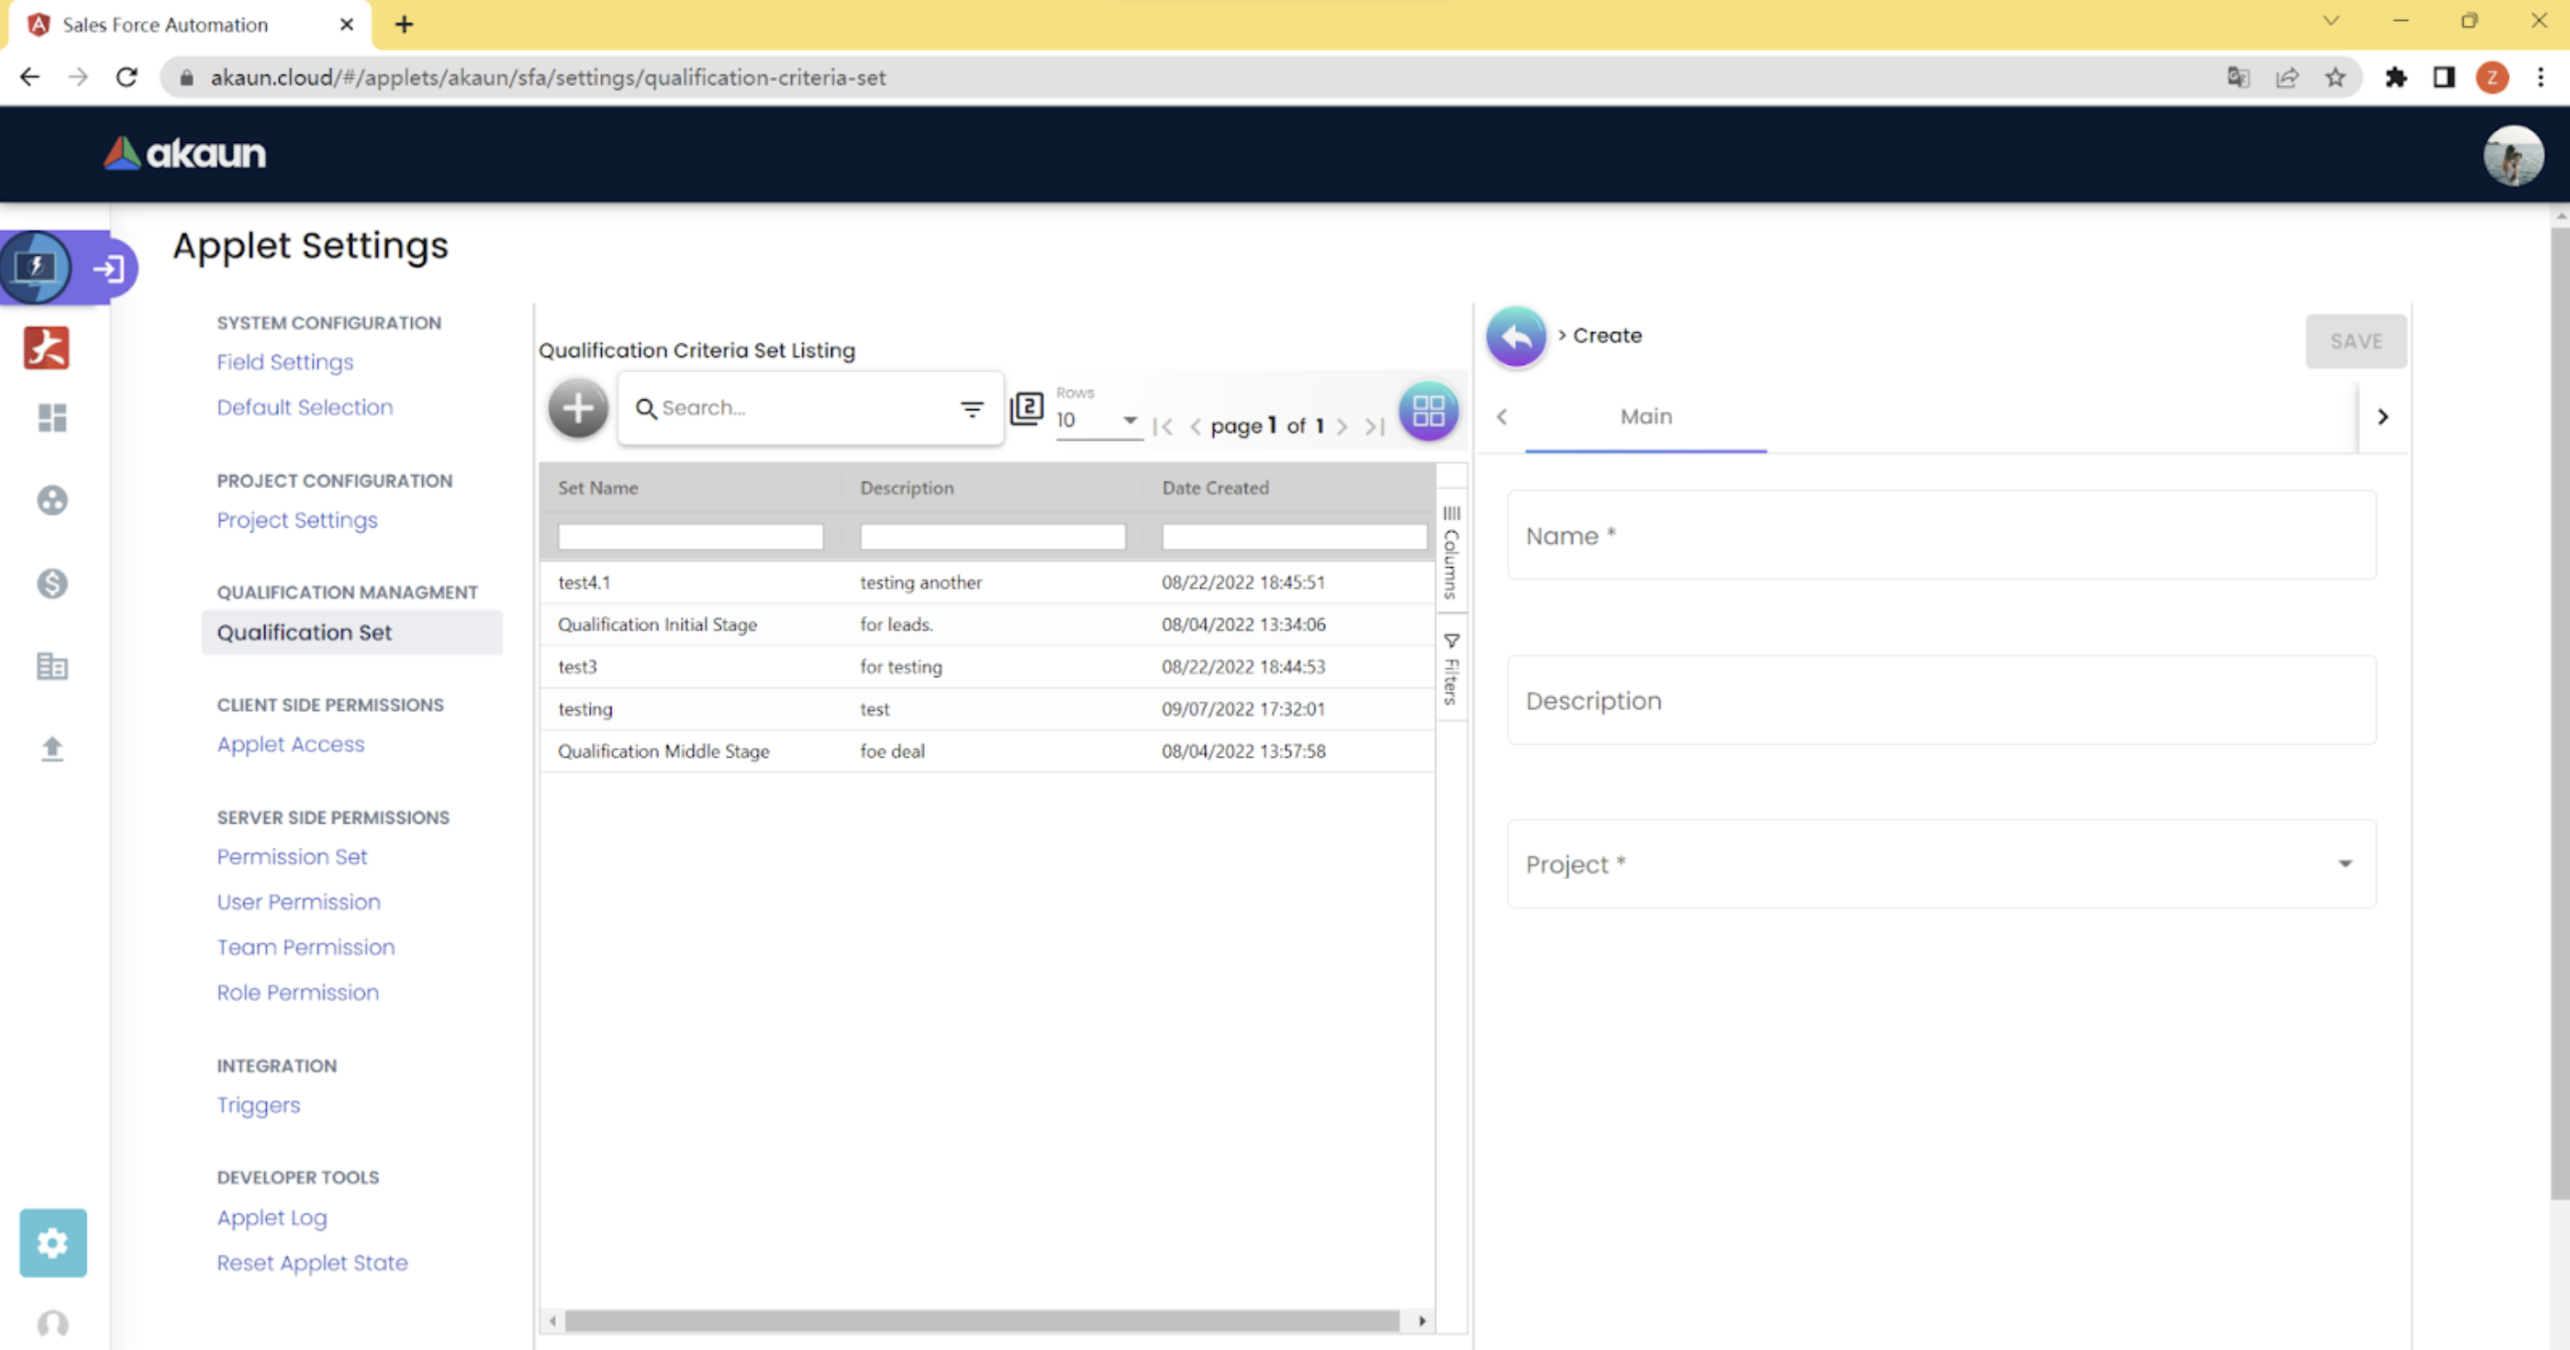 Sales Force Automation
akaun.cloud/#/applets/akaun/sfa/settings/qualification-criteria-set
Z
akaun
Applet Settings
SYSTEM CONFIGURATION
Field Settings
Default Selection
PROJECT CONFIGURATION
Project Settings
QUALIFICATION MANAGMENT
Qualification Set
CLIENT SIDE PERMISSIONS
Applet Access
SERVER SIDE PERMISSIONS
Permission Set
User Permission
Team Permission
Role Permission
INTEGRATION
Triggers
DEVELOPER TOOLS
Applet Log
Reset Applet State
Qualification Criteria Set Listing
Search...
2
Rows
10
page 1 of 1
Set Name Description Date Created
test4.1 testing another 08/22/2022 18:45:51
Qualification Initial Stage for leads. 08/04/2022 13:34:06
test3 for testing 08/22/2022 18:44:53
testing test 09/07/2022 17:32:01
Qualification Middle Stage foe deal 08/04/2022 13:57:58
Columns
Filters
> Create
SAVE
Main
Name *
Description
Project *